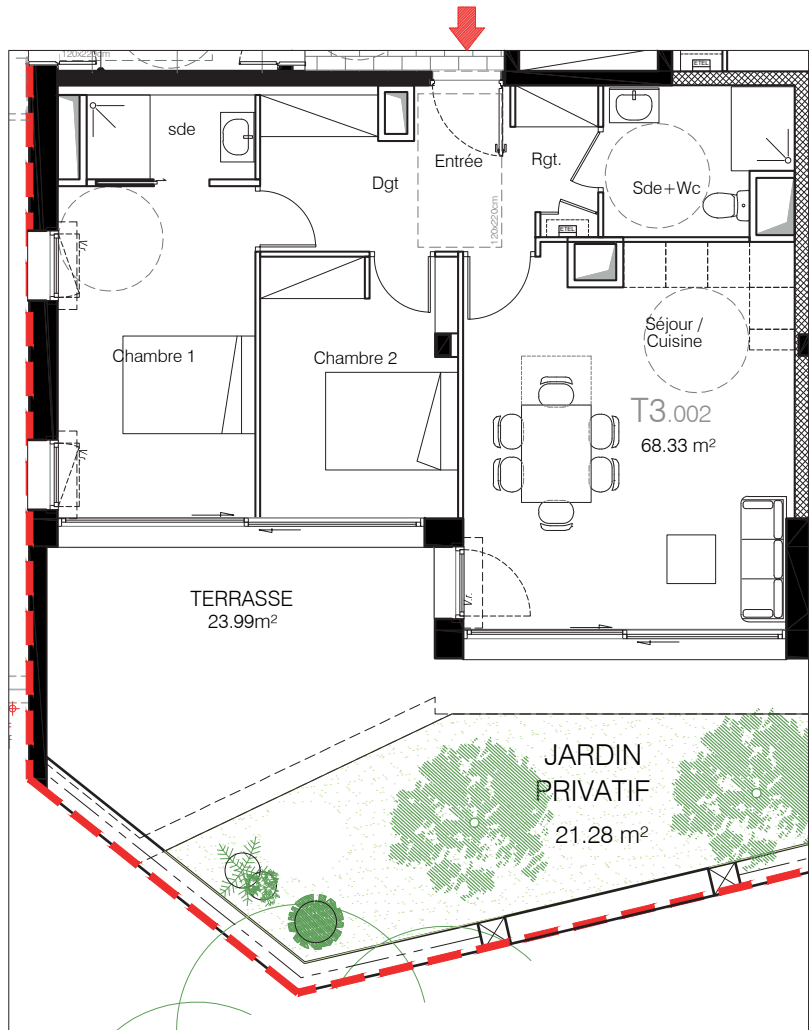 120x220cm
ETEL
sde
Entrée
Rgt.
Dgt
Sde+Wc
120x220cm
ETEL
V.r.
Séjour /
Cuisine
Chambre 1
Chambre 2
T3.002
68.33 m²
V.r.
TERRASSE
23.99m²
V.r.
JARDIN
PRIVATIF
21.28 m²